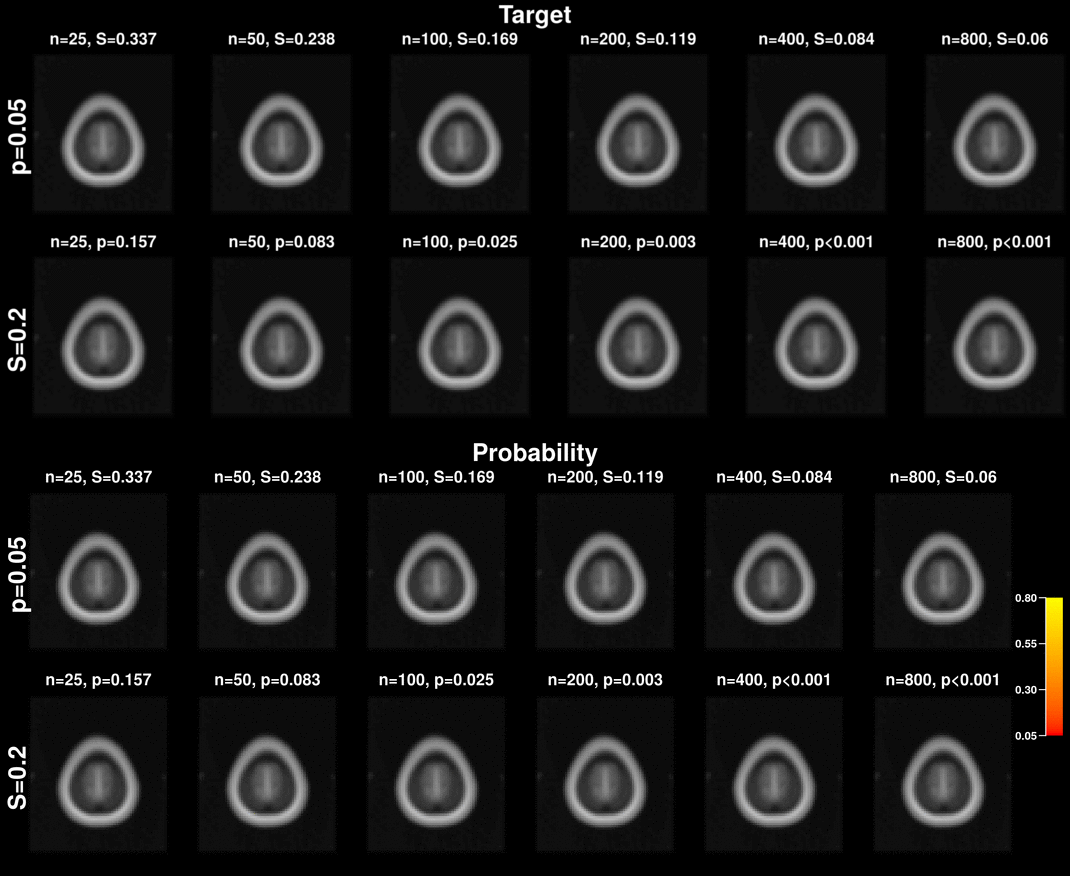 Target
n=25, S=0.337 n=50, S=0.238 n=100, S=0.169 n=200, S=0.119 n=400, S=0.084 n=800, S=0.06
p=0.05
n=25, p=0.157 n=50, p=0.083 n=100, p=0.025 n=200, p=0.003 n=400, p<0.001 n=800, p<0.001
S=0.2
Probability
n=25, S=0.337 n=50, S=0.238 n=100, S=0.169 n=200, S=0.119 n=400, S=0.084 n=800, S=0.06
p=0.05
n=25, p=0.157 n=50, p=0.083 n=100, p=0.025 n=200, p=0.003 n=400, p<0.001 n=800, p<0.001
S=0.2
0.80
0.55
0.30
0.05